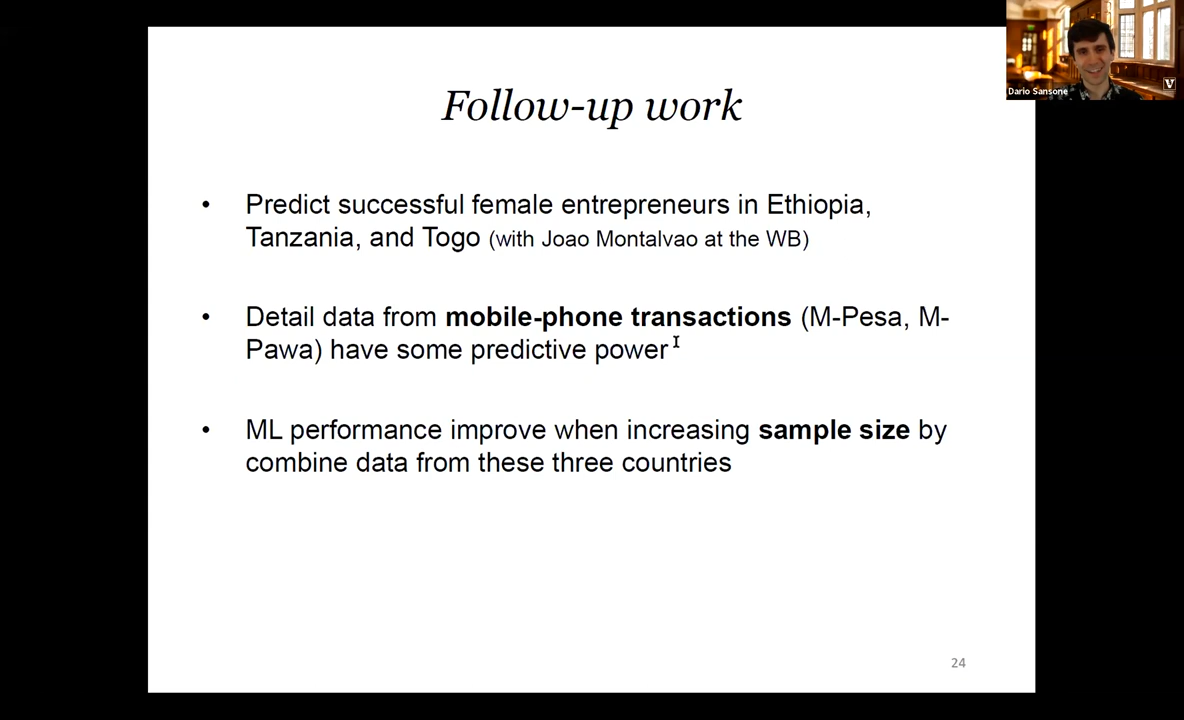 Follow-up work
• Predict successful female entrepreneurs in Ethiopia,
Tanzania, and Togo (with Joao Montalvao at the WB)
• Detail data from mobile-phone transactions (M-Pesa, M-
Pawa) have some predictive power
• ML performance improve when increasing sample size by
combine data from these three countries
24
Dario Sansone
V